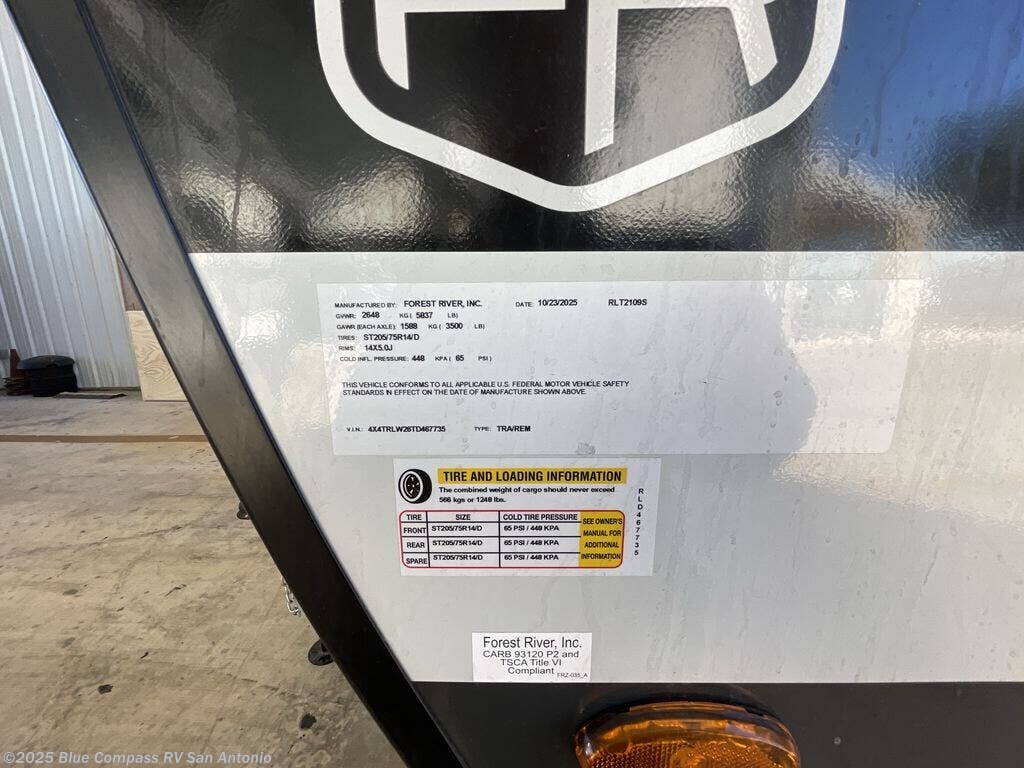 MANUFACTURED BY: FOREST RIVER, INC. DATE: 10/23/2025 RLT2109S
GVWR: 2648 KG ( 5837 LB)
GAWR (EACH AXLE): 1588 KG ( 3500 LB)
TIRES: ST205/75R14/D
RIMS: 14X5.0J
COLD INFL. PRESSURE: 448 KPA ( 65 PSI )
THIS VEHICLE CONFORMS TO ALL APPLICABLE U.S. FEDERAL MOTOR VEHICLE SAFETY
STANDARDS IN EFFECT ON THE DATE OF MANUFACTURE SHOWN ABOVE.
V.I.N.: 4X4TRLW26TD467735 TYPE: TRA/REM
TIRE AND LOADING INFORMATION
The combined weight of cargo should never exceed
566 kgs or 1248 lbs.
TIRE SIZE COLD TIRE PRESSURE
FRONT ST205/75R14/D 65 PSI / 448 KPA
REAR ST205/75R14/D 65 PSI / 448 KPA
SPARE ST205/75R14/D 65 PSI / 448 KPA
SEE OWNER'S
MANUAL FOR
ADDITIONAL
INFORMATION
RLD467735
Forest River, Inc.
CARB 93120 P2 and
TSCA Title VI
Compliant
FRZ-035_A
©2025 Blue Compass RV San Antonio